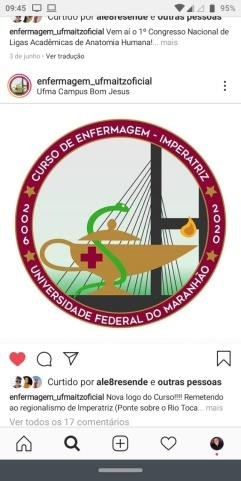 09:45
95%
Curtido por ale8resende e outras pessoas
enfermagem_ufmaitzoficial Vem aí o 1º Congresso Nacional de
Ligas Acadêmicas de Anatomia Humana!... mais
3 de junho • Ver tradução
enfermagem_ufmaitzoficial
Ufma Campus Bom Jesus
CURSO DE ENFERMAGEM - IMPERATRIZ
2006
2020
UNIVERSIDADE FEDERAL DO MARANHÃO
Curtido por ale8resende e outras pessoas
enfermagem_ufmaitzoficial Nova logo do Curso!!!! Remetendo
ao regionalismo de Imperatriz (Ponte sobre o Rio Toca... mais
Ver todos os 17 comentários